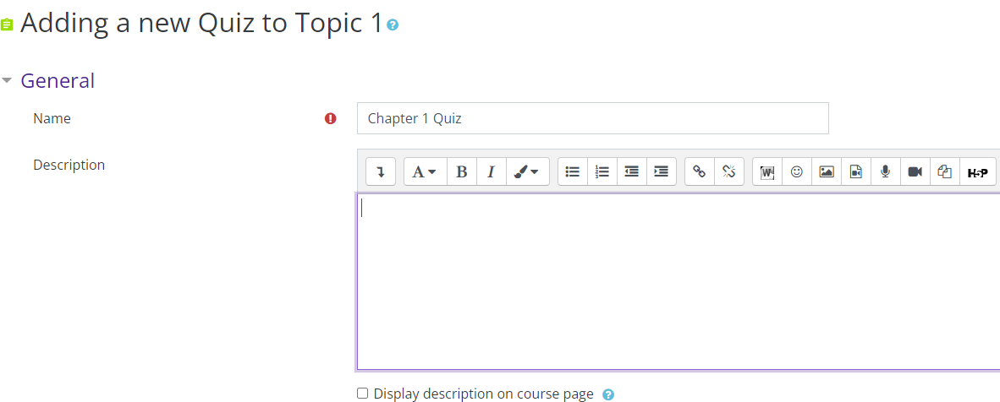 Adding a new Quiz to Topic 1
General
Name
Chapter 1 Quiz
Description
A B I W H5P
Display description on course page